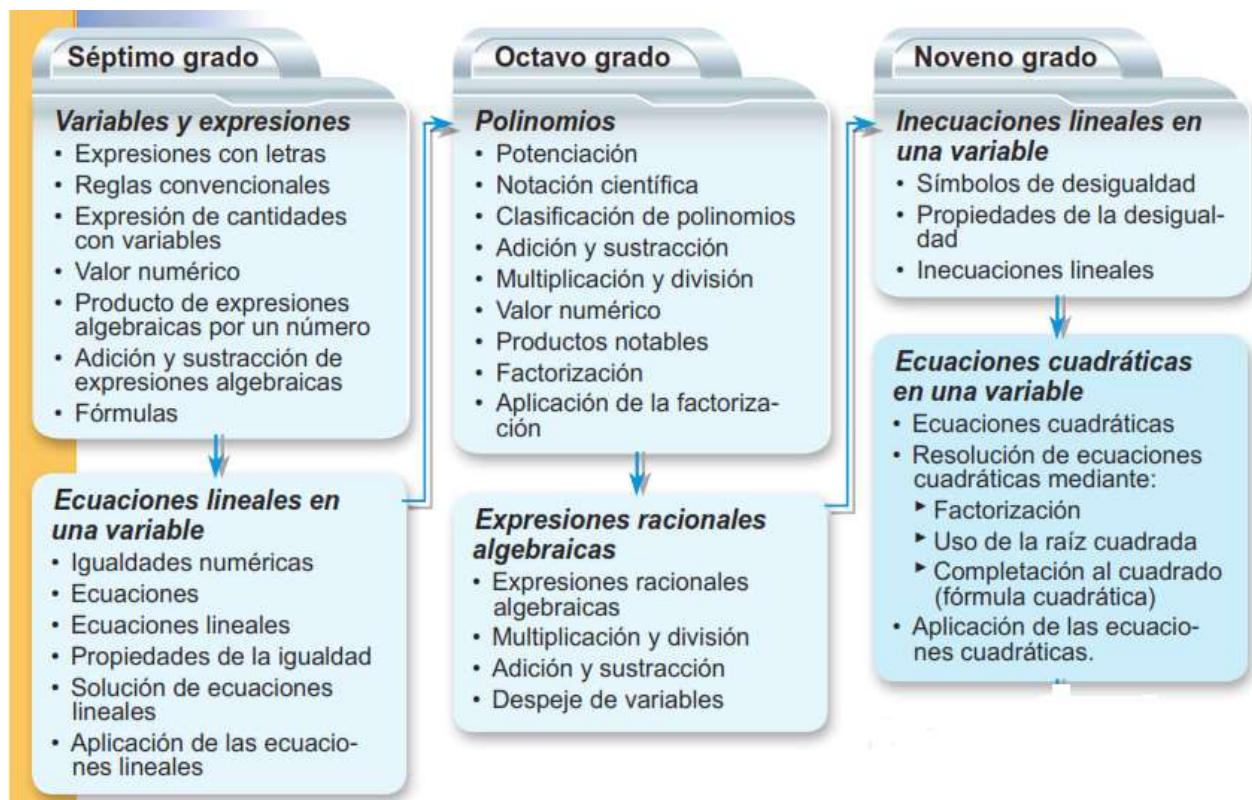 Séptimo grado
Variables y expresiones
• Expresiones con letras
• Reglas convencionales
• Expresión de cantidades
con variables
• Valor numérico
• Producto de expresiones
algebraicas por un número
• Adición y sustracción de
expresiones algebraicas
• Fórmulas
Ecuaciones lineales en
una variable
• Igualdades numéricas
• Ecuaciones
• Ecuaciones lineales
• Propiedades de la igualdad
• Solución de ecuaciones
lineales
• Aplicación de las ecuacio-
nes lineales
Octavo grado
Polinomios
• Potenciación
• Notación científica
• Clasificación de polinomios
• Adición y sustracción
• Multiplicación y división
• Valor numérico
• Productos notables
• Factorización
• Aplicación de la factoriza-
ción
Expresiones racionales
algebraicas
• Expresiones racionales
algebraicas
• Multiplicación y división
• Adición y sustracción
• Despeje de variables
Noveno grado
Inecuaciones lineales en
una variable
• Símbolos de desigualdad
• Propiedades de la desigual-
dad
• Inecuaciones lineales
Ecuaciones cuadráticas
en una variable
• Ecuaciones cuadráticas
• Resolución de ecuaciones
cuadráticas mediante:
‣ Factorización
‣ Uso de la raíz cuadrada
‣ Completación al cuadrado
(fórmula cuadrática)
• Aplicación de las ecuacio-
nes cuadráticas.